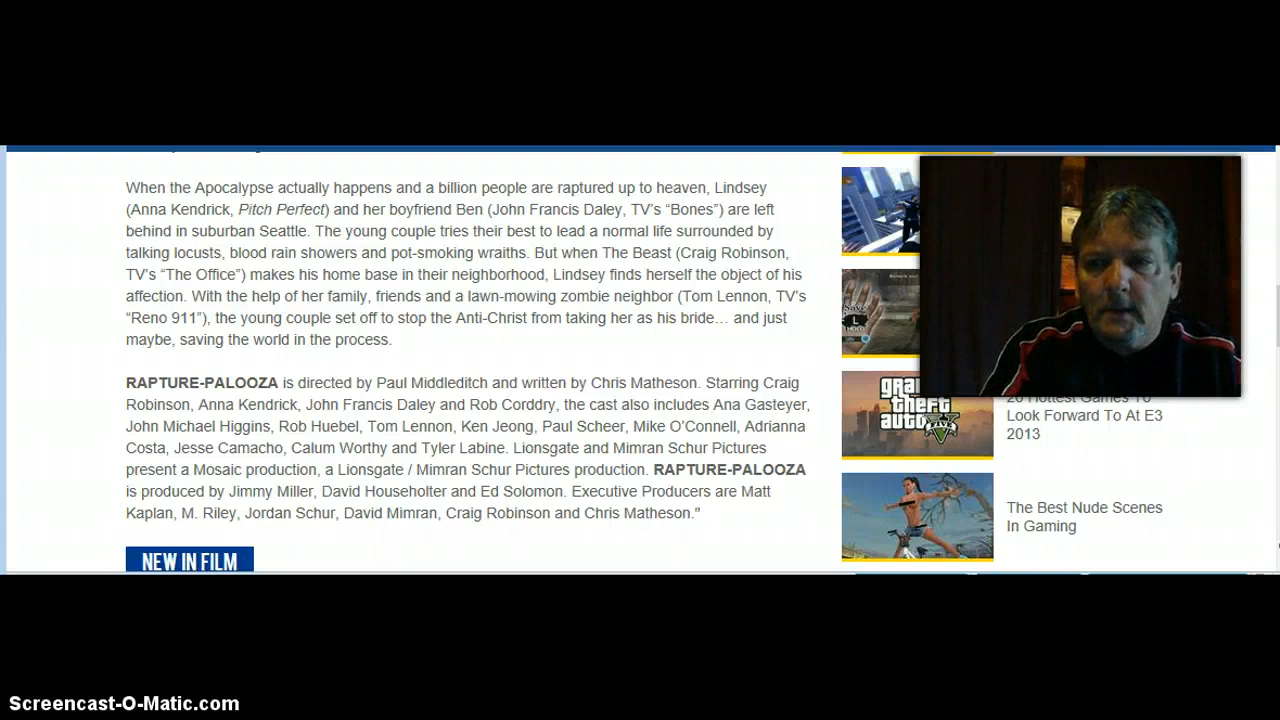 When the Apocalypse actually happens and a billion people are raptured up to heaven, Lindsey
(Anna Kendrick, Pitch Perfect) and her boyfriend Ben (John Francis Daley, TV's “Bones”) are left
behind in suburban Seattle. The young couple tries their best to lead a normal life surrounded by
talking locusts, blood rain showers and pot-smoking wraiths. But when The Beast (Craig Robinson,
TV's “The Office”) makes his home base in their neighborhood, Lindsey finds herself the object of his
affection. With the help of her family, friends and a lawn-mowing zombie neighbor (Tom Lennon, TV's
“Reno 911”), the young couple set off to stop the Anti-Christ from taking her as his bride… and just
maybe, saving the world in the process.
RAPTURE-PALOOZA is directed by Paul Middleditch and written by Chris Matheson. Starring Craig
Robinson, Anna Kendrick, John Francis Daley and Rob Corddry, the cast also includes Ana Gasteyer,
John Michael Higgins, Rob Huebel, Tom Lennon, Ken Jeong, Paul Scheer, Mike O'Connell, Adrianna
Costa, Jesse Camacho, Calum Worthy and Tyler Labine. Lionsgate and Mimran Schur Pictures
present a Mosaic production, a Lionsgate / Mimran Schur Pictures production. RAPTURE-PALOOZA
is produced by Jimmy Miller, David Householter and Ed Solomon. Executive Producers are Matt
Kaplan, M. Riley, Jordan Schur, David Mimran, Craig Robinson and Chris Matheson."
NEW IN FILM
20 Hottest Games To
Look Forward To At E3
2013
The Best Nude Scenes
In Gaming
Screencast-O-Matic.com